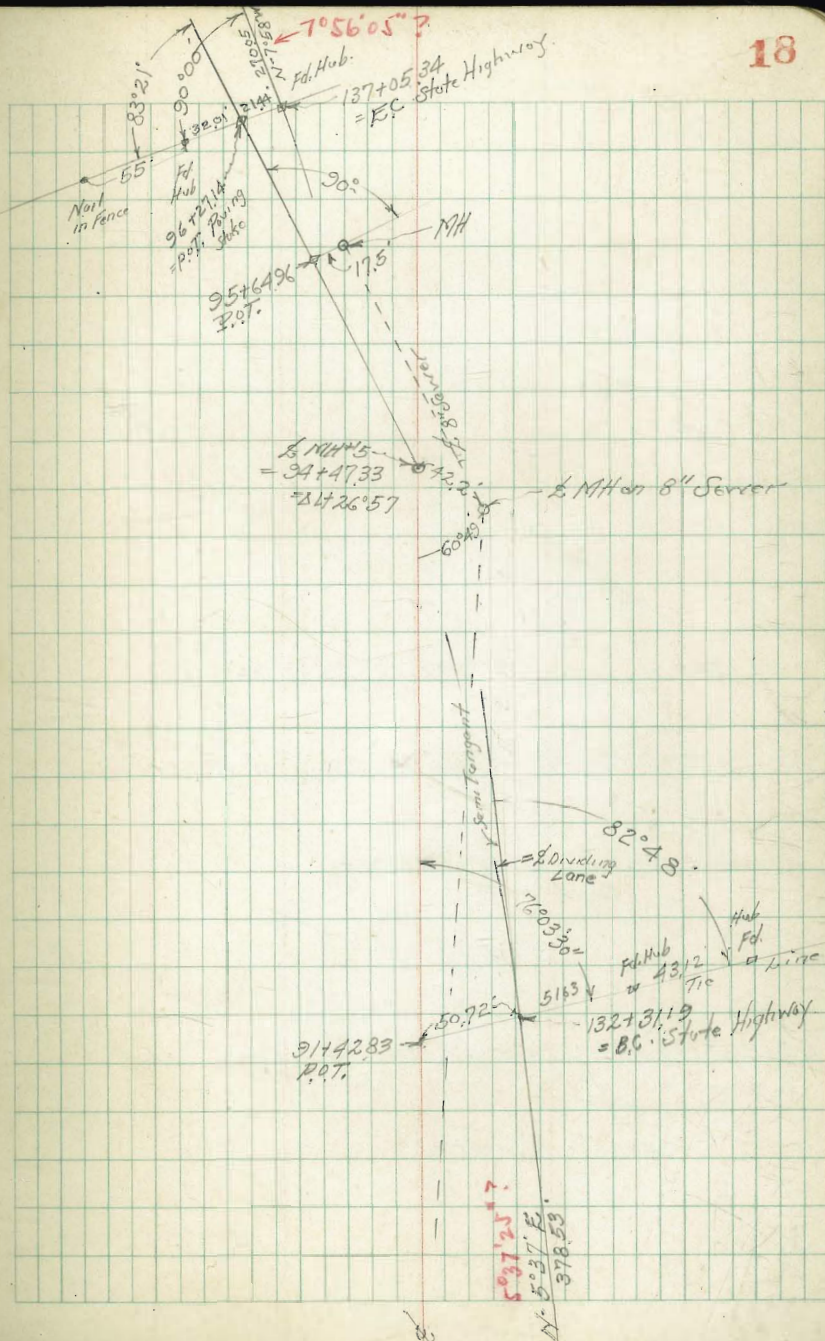 18
7°56'05" ?
270.05
N-7°58'W
83°21'
90°00'
Fd. Hub.
137+05.34
= E.C. State Highway.
32.01
21.4
55'
Nail
in Fence
Fd.
Hub
96+27.14
=P.O.T. Paving
Stake
90°
MH
17.5'
95+64.96
P.O.T.
8" Sewer
℄ MH#5
= 94+47.33
=ΔLt 26°57
42.2'
℄ MH on 8" Sewer
60°49'
Semi Tangent
82°48'
=℄ Dividing
Lane
76°03'30=
Hub
Fd.
Fd. Hub
43.12
Tie
Line
5163
50.72'
132+31.19
= B.C. State Highway
91+42.83
P.O.T.
5°37'25" ?
N. 5°37' E.
378.53'